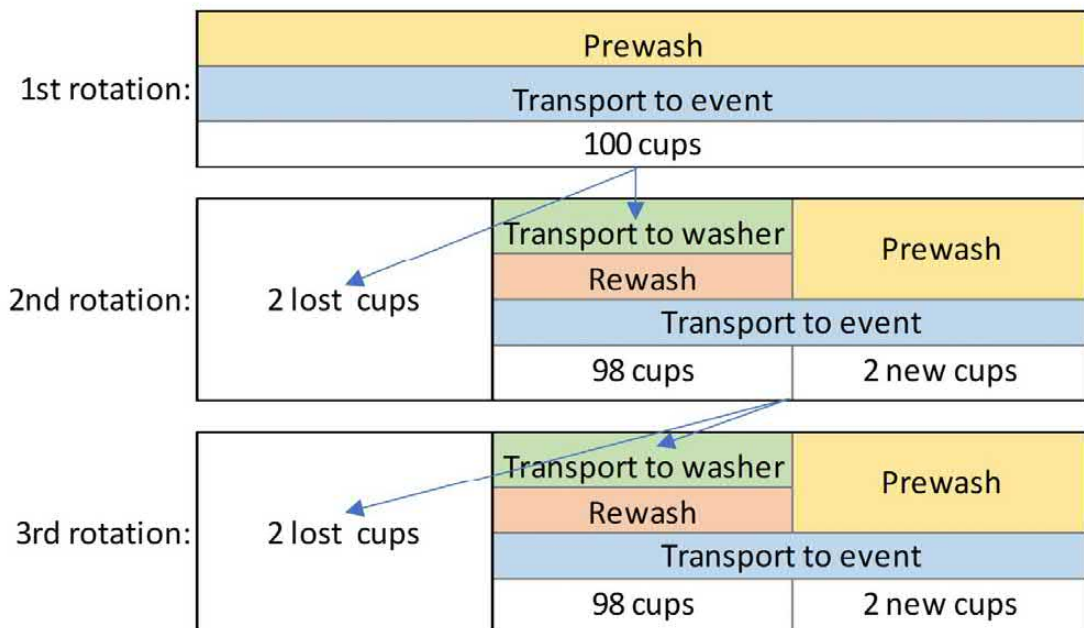 Prewash
1st rotation:
Transport to event
100 cups
Transport to washer
Prewash
Rewash
2nd rotation:
2 lost cups
Transport to event
98 cups
2 new cups
Transport to washer
Prewash
Rewash
3rd rotation:
2 lost cups
Transport to event
98 cups
2 new cups